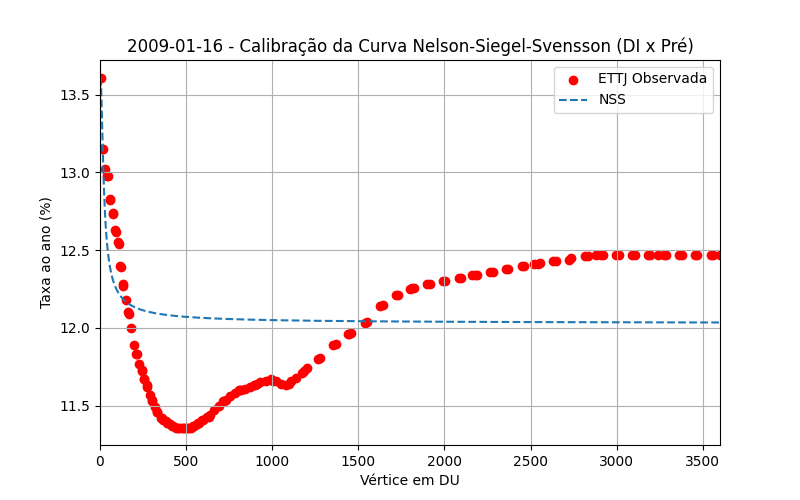 2009-01-16 - Calibração da Curva Nelson-Siegel-Svensson (DI x Pré)
ETTJ Observada
NSS
Taxa ao ano (%)
13.5
13.0
12.5
12.0
11.5
0 500 1000 1500 2000 2500 3000 3500
Vértice em DU